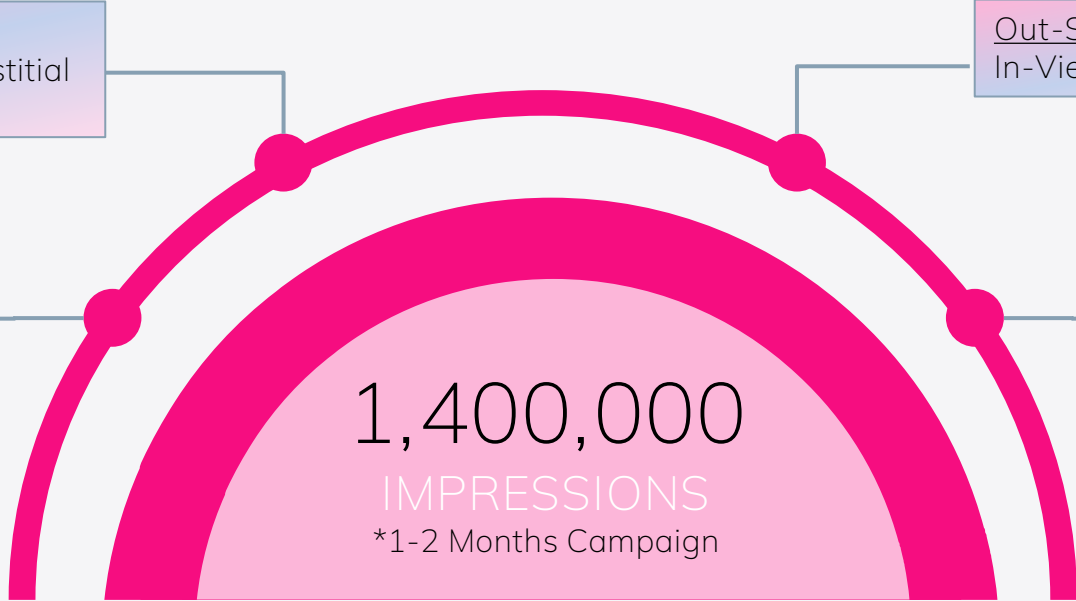 stitial
Out-S
In-Vie
1,400,000
IMPRESSIONS
*1-2 Months Campaign